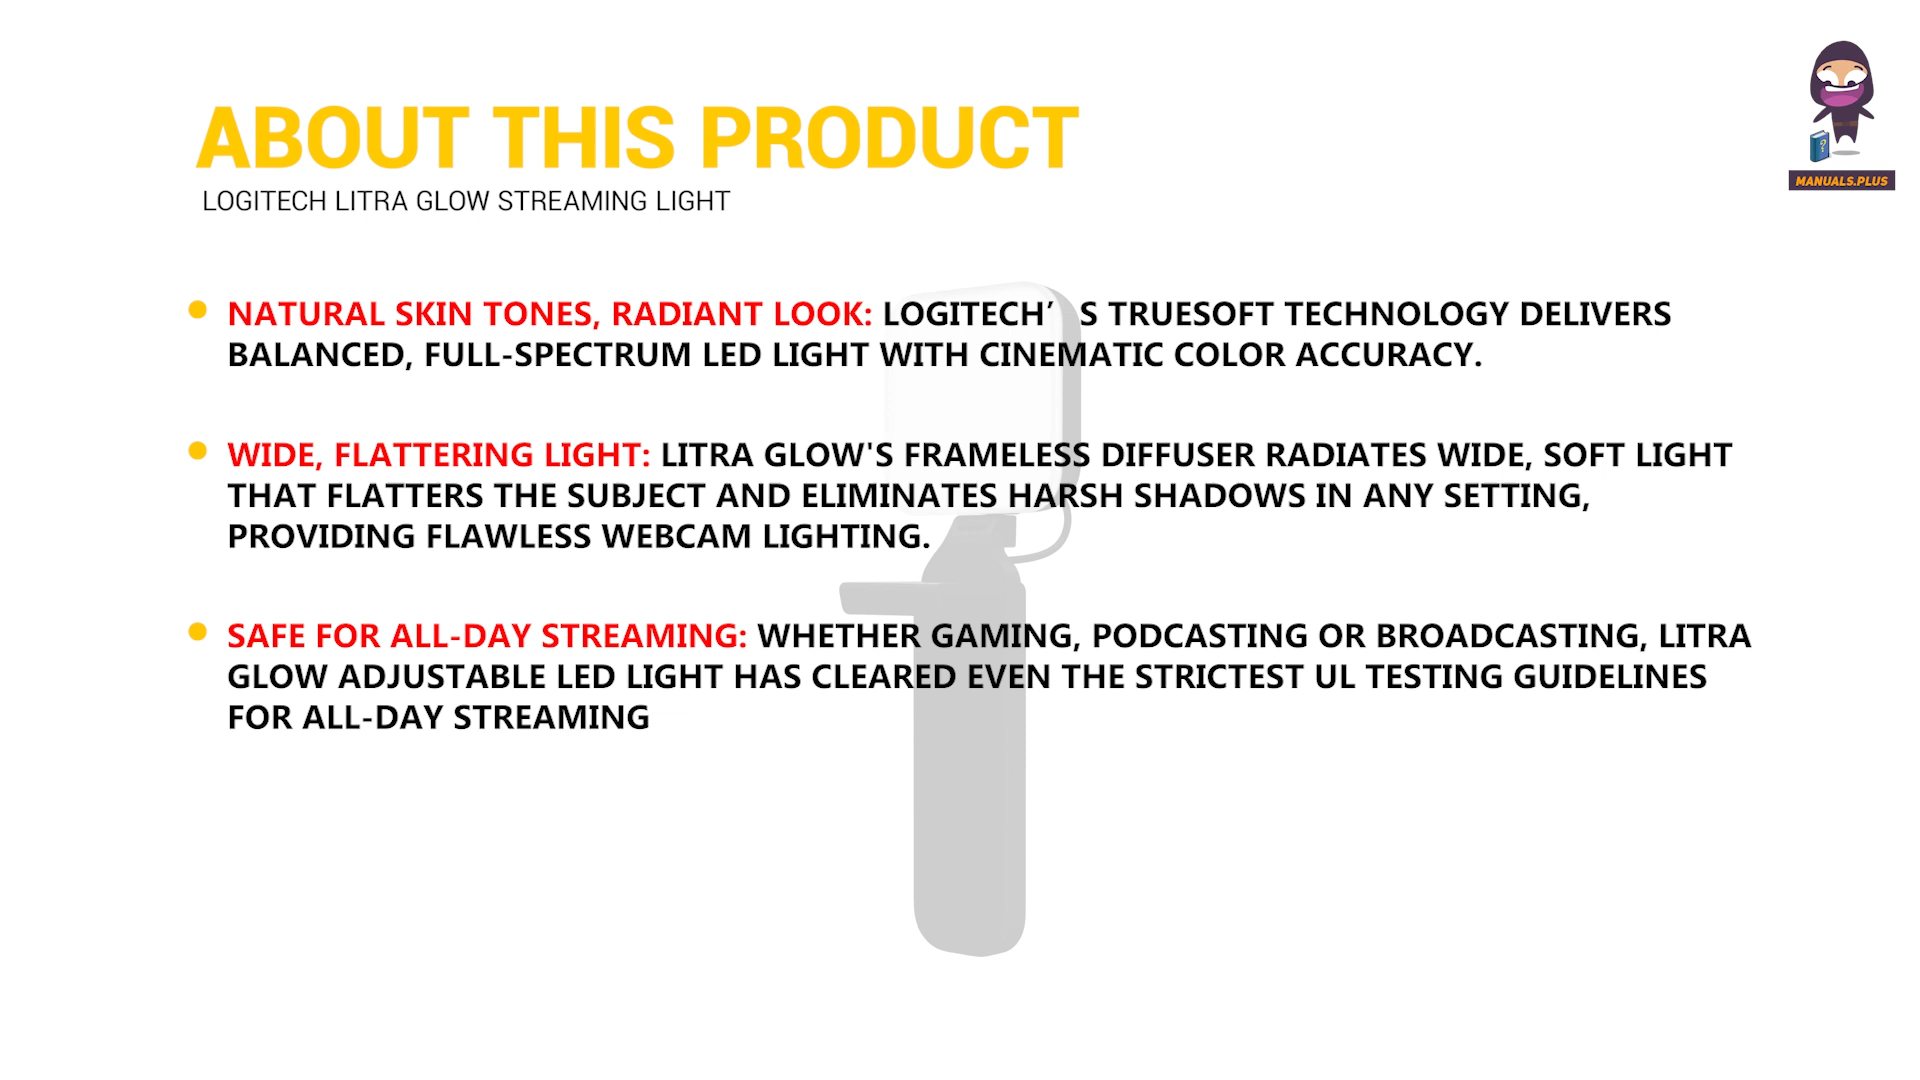 ABOUT THIS PRODUCT
LOGITECH LITRA GLOW STREAMING LIGHT
MANUALS.PLUS
NATURAL SKIN TONES, RADIANT LOOK: LOGITECH’ S TRUESOFT TECHNOLOGY DELIVERS
BALANCED, FULL-SPECTRUM LED LIGHT WITH CINEMATIC COLOR ACCURACY.
WIDE, FLATTERING LIGHT: LITRA GLOW'S FRAMELESS DIFFUSER RADIATES WIDE, SOFT LIGHT
THAT FLATTERS THE SUBJECT AND ELIMINATES HARSH SHADOWS IN ANY SETTING,
PROVIDING FLAWLESS WEBCAM LIGHTING.
SAFE FOR ALL-DAY STREAMING: WHETHER GAMING, PODCASTING OR BROADCASTING, LITRA
GLOW ADJUSTABLE LED LIGHT HAS CLEARED EVEN THE STRICTEST UL TESTING GUIDELINES
FOR ALL-DAY STREAMING